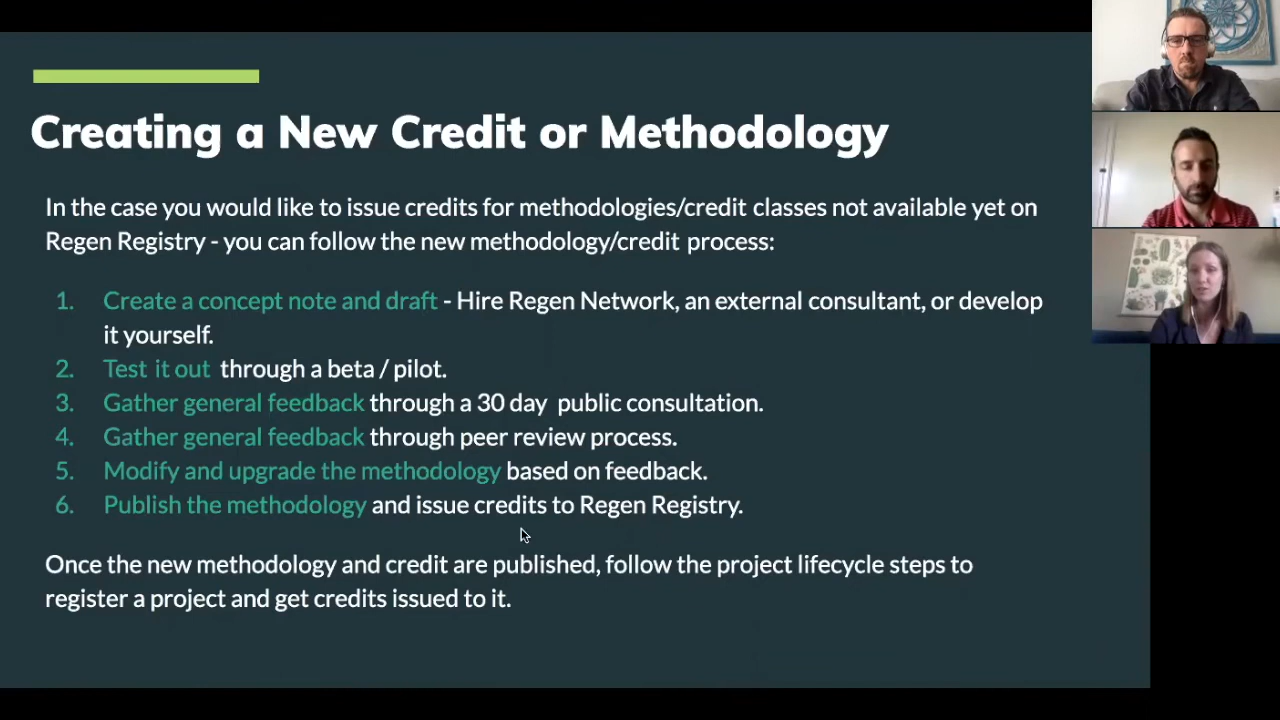 Creating a New Credit or Methodology
In the case you would like to issue credits for methodologies/credit classes not available yet on
Regen Registry - you can follow the new methodology/credit process:
1. Create a concept note and draft - Hire Regen Network, an external consultant, or develop
it yourself.
2. Test it out through a beta / pilot.
3. Gather general feedback through a 30 day public consultation.
4. Gather general feedback through peer review process.
5. Modify and upgrade the methodology based on feedback.
6. Publish the methodology and issue credits to Regen Registry.
Once the new methodology and credit are published, follow the project lifecycle steps to
register a project and get credits issued to it.